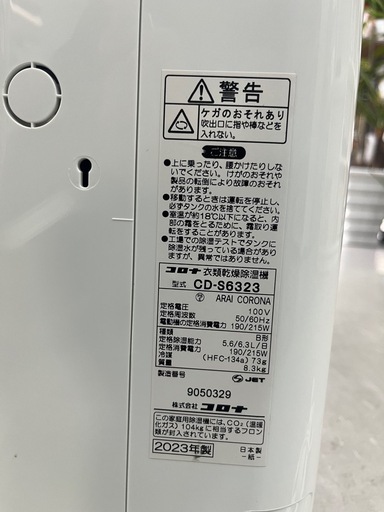 警告
ケガのおそれあり
吹出口に指や棒などを
入れない。
ご注意
●上に乗ったり、腰かけたりしな
いでください。けがのおそれや
製品の転倒により故障のおそれ
があります。
●移動するときは運転を停止し、
必ずタンクの水を捨ててください。
●室温が約18℃以下になると、内
部の霜をとるために、霜取り運
転をおこないます。
●工場での除湿テストでタンクに
除湿水が残っている場合があり
ますが、異常ではありません。
コロナ 衣類乾燥除湿機
型式 CD-S6323
ARAI CORONA
定格電圧 100V
定格周波数 50/60Hz
電動機の定格消費電力 190/215W
種類 B形
定格除湿能力 5.6/6.3L/日
定格消費電力 190/215W
冷媒 (HFC-134a) 73g
質量 8.3kg
製造番号 JET
9050329
株式会社 コロナ
この家庭用除湿機には、CO₂(温暖
化ガス)104kgに相当するフロン
類が封入されています。
2023年製 日本製
-紙-